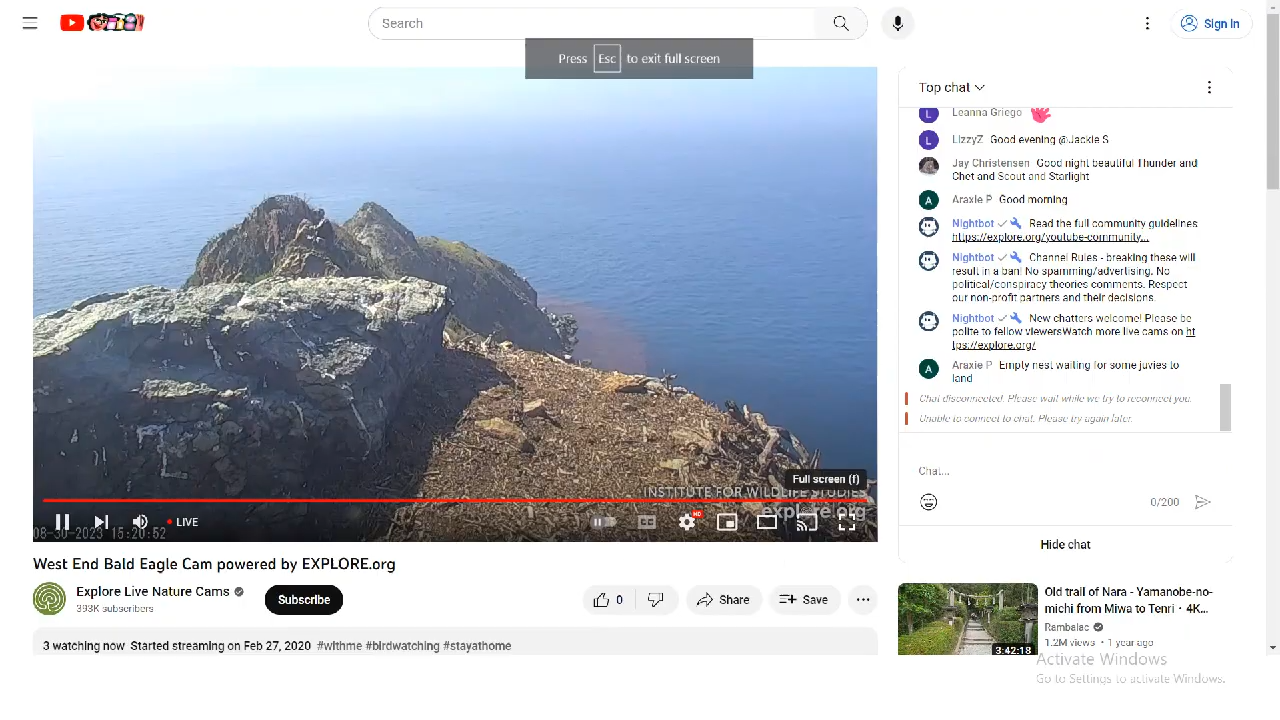 Search
Sign in
Press Esc to exit full screen
Top chat
Leanna Griego
LizzyZ Good evening @Jackie S
Jay Christensen Good night beautiful Thunder and
Chet and Scout and Starlight
Araxie P Good morning
Nightbot Read the full community guidelines
https://explore.org/youtube-community...
Nightbot Channel Rules - breaking these will
result in a ban! No spamming/advertising. No
political/conspiracy theories comments. Respect
our non-profit partners and their decisions.
Nightbot New chatters welcome! Please be
polite to fellow viewersWatch more live cams on ht
tps://explore.org/
Araxie P Empty nest waiting for some juvies to
land
Chat disconnected. Please wait while we try to reconnect you.
Unable to connect to chat. Please try again later.
Chat...
0/200
Hide chat
Full screen (f)
INSTITUTE FOR WILDLIFE STUDIES
explore.org
LIVE
HD
08-30-2023 15:20:52
West End Bald Eagle Cam powered by EXPLORE.org
Explore Live Nature Cams
393K subscribers
Subscribe
0
Share
Save
3 watching now Started streaming on Feb 27, 2020 #withme #birdwatching #stayathome
Old trail of Nara - Yamanobe-no-
michi from Miwa to Tenri・4K...
Rambalac
1.2M views • 1 year ago
3:42:18
Activate Windows
Go to Settings to activate Windows.